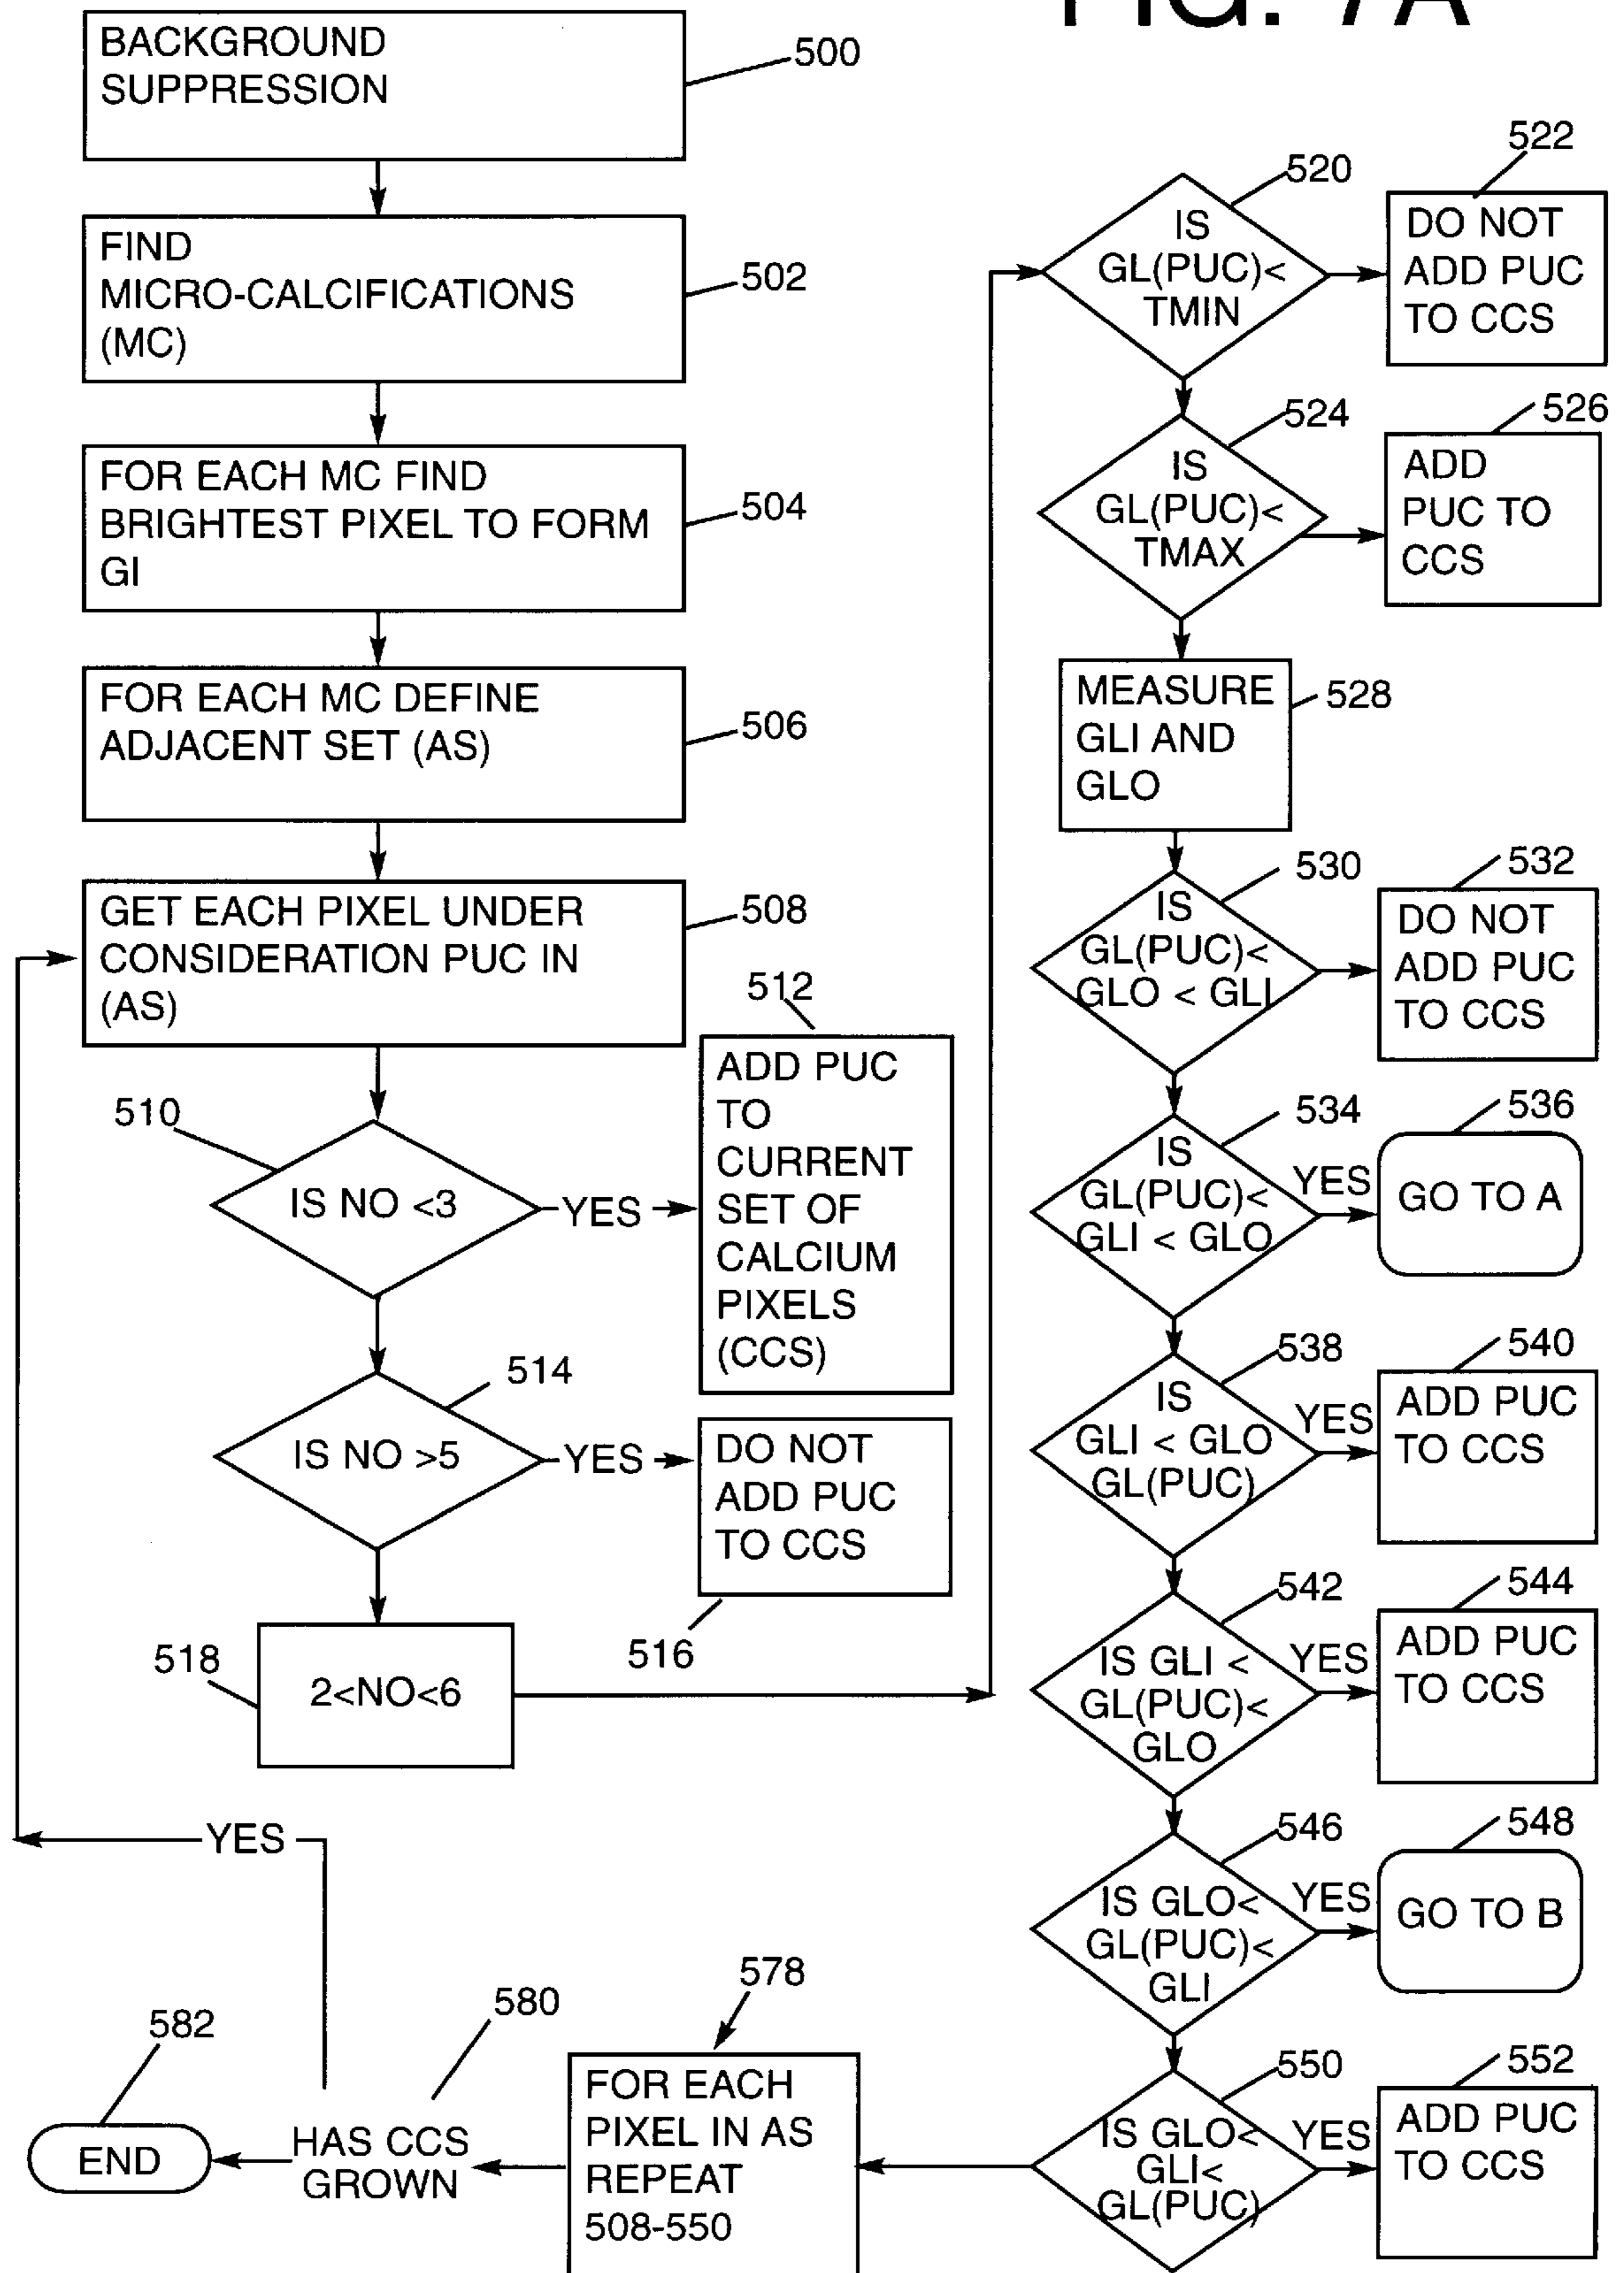 FIG. 7A
BACKGROUND
SUPPRESSION
500
FIND
MICRO-CALCIFICATIONS
(MC)
502
FOR EACH MC FIND
BRIGHTEST PIXEL TO FORM
GI
504
FOR EACH MC DEFINE
ADJACENT SET (AS)
506
GET EACH PIXEL UNDER
CONSIDERATION PUC IN
(AS)
508
510
IS NO <3
YES
512
ADD PUC
TO
CURRENT
SET OF
CALCIUM
PIXELS
(CCS)
514
IS NO >5
YES
DO NOT
ADD PUC
TO CCS
516
518
2<NO<6
520
IS
GL(PUC)<
TMIN
522
DO NOT
ADD PUC
TO CCS
524
IS
GL(PUC)<
TMAX
526
ADD
PUC TO
CCS
MEASURE
GLI AND
GLO
528
530
IS
GL(PUC)<
GLO < GLI
532
DO NOT
ADD PUC
TO CCS
534
IS
GL(PUC)<
GLI < GLO
YES
536
GO TO A
538
IS
GLI < GLO
GL(PUC)
YES
540
ADD PUC
TO CCS
542
IS GLI <
GL(PUC)<
GLO
YES
544
ADD PUC
TO CCS
546
IS GLO<
GL(PUC)<
GLI
YES
548
GO TO B
550
IS GLO<
GLI<
GL(PUC)
YES
552
ADD PUC
TO CCS
578
FOR EACH
PIXEL IN AS
REPEAT
508-550
580
HAS CCS
GROWN
YES
582
END